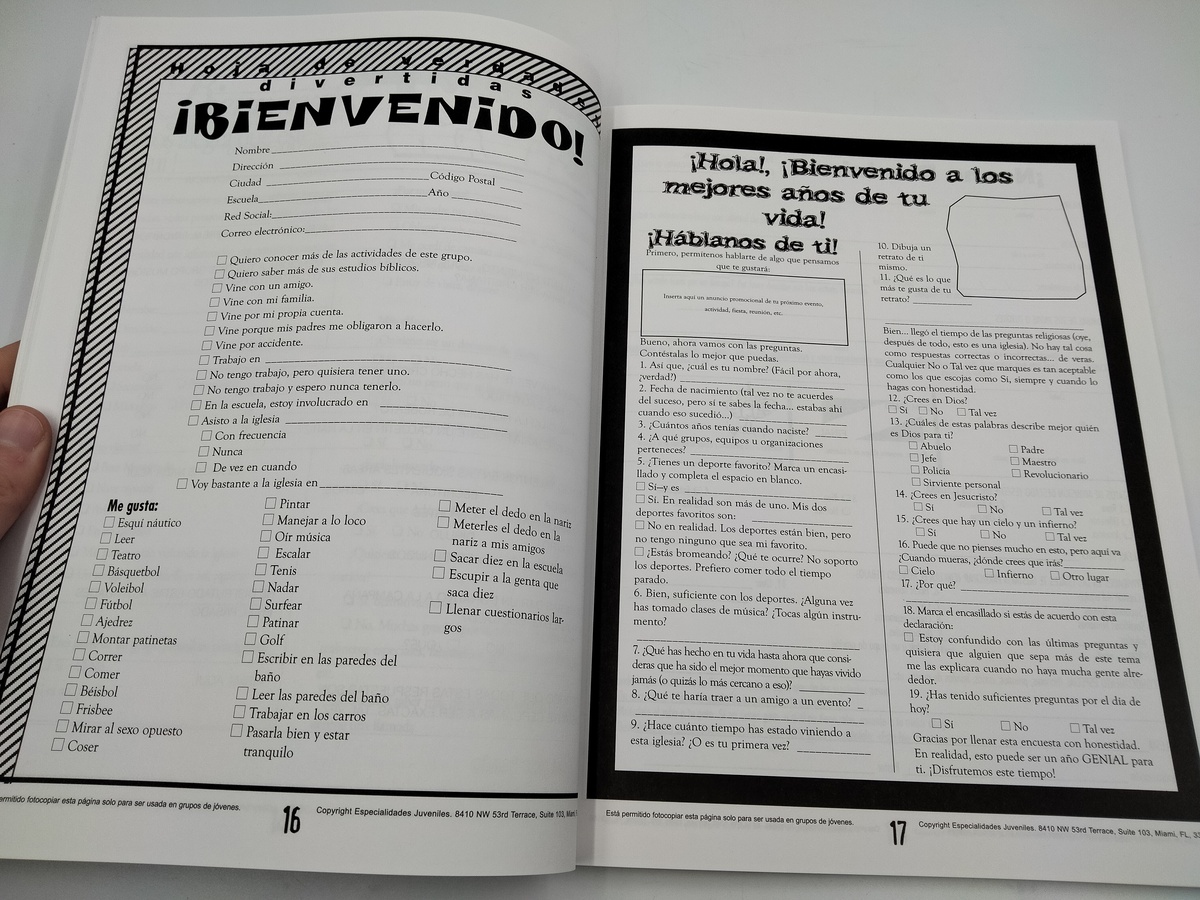 Hoja de verdades
divertidas
¡BiENVENiDO!
Nombre
Dirección
Ciudad Código Postal
Escuela Año
Red Social:
Correo electrónico:
Quiero conocer más de las actividades de este grupo.
Quiero saber más de sus estudios bíblicos.
Vine con un amigo.
Vine con mi familia.
Vine por mi propia cuenta.
Vine porque mis padres me obligaron a hacerlo.
Vine por accidente.
Trabajo en
No tengo trabajo, pero quisiera tener uno.
No tengo trabajo y espero nunca tenerlo.
En la escuela, estoy involucrado en
Asisto a la iglesia
Con frecuencia
Nunca
De vez en cuando
Voy bastante a la iglesia en
Me gusta:
Esquí náutico
Leer
Teatro
Básquetbol
Voleibol
Fútbol
Ajedrez
Montar patinetas
Correr
Comer
Béisbol
Frisbee
Mirar al sexo opuesto
Coser
Pintar
Manejar a lo loco
Oír música
Escalar
Tenis
Nadar
Surfear
Patinar
Golf
Escribir en las paredes del
baño
Leer las paredes del baño
Trabajar en los carros
Pasarla bien y estar
tranquilo
Meter el dedo en la nariz
Meterles el dedo en la
nariz a mis amigos
Sacar diez en la escuela
Escupir a la gente que
saca diez
Llenar cuestionarios lar-
gos
ermitido fotocopiar esta página solo para ser usada en grupos de jóvenes.
16
Copyright Especialidades Juveniles. 8410 NW 53rd Terrace, Suite 103,
¡Hola!, ¡Bienvenido a los
mejores años de tu
vida!
¡Háblanos de ti!
Primero, permítenos hablarte de algo que pensamos
que te gustará:
Inserta aquí un anuncio promocional de tu próximo evento,
actividad, fiesta, reunión, etc.
Bueno, ahora vamos con las preguntas.
Contéstalas lo mejor que puedas.
1. Así que, ¿cuál es tu nombre? (Fácil por ahora,
¿verdad?)
2. Fecha de nacimiento (tal vez no te acuerdes
del suceso, pero si te sabes la fecha... estabas ahí
cuando eso sucedió...)
3. ¿Cuántos años tenías cuando naciste?
4. ¿A qué grupos, equipos u organizaciones
perteneces?
5. ¿Tienes un deporte favorito? Marca un encasi-
llado y completa el espacio en blanco.
Sí—y es
Sí. En realidad son más de uno. Mis dos
deportes favoritos son:
No en realidad. Los deportes están bien, pero
no tengo ninguno que sea mi favorito.
¿Estás bromeando? ¿Qué te ocurre? No soporto
los deportes. Prefiero comer todo el tiempo
parado.
6. Bien, suficiente con los deportes. ¿Alguna vez
has tomado clases de música? ¿Tocas algún instru-
mento?
7. ¿Qué has hecho en tu vida hasta ahora que consi-
deras que ha sido el mejor momento que hayas vivido
jamás (o quizás lo más cercano a eso)?
8. ¿Qué te haría traer a un amigo a un evento?
9. ¿Hace cuánto tiempo has estado viniendo a
esta iglesia? ¿O es tu primera vez?
10. Dibuja un
retrato de ti
mismo.
11. ¿Qué es lo que
más te gusta de tu
retrato?
Bien... llegó el tiempo de las preguntas religiosas (oye,
después de todo, esto es una iglesia). No hay tal cosa
como respuestas correctas o incorrectas... de veras.
Cualquier No o Tal vez que marques es tan aceptable
como los que escojas como Sí, siempre y cuando lo
hagas con honestidad.
12. ¿Crees en Dios?
Sí No Tal vez
13. ¿Cuáles de estas palabras describe mejor quién
es Dios para ti?
Abuelo Padre
Jefe Maestro
Policía Revolucionario
Sirviente personal
14. ¿Crees en Jesucristo?
Sí No Tal vez
15. ¿Crees que hay un cielo y un infierno?
Sí No Tal vez
16. Puede que no pienses mucho en esto, pero aquí va
¿Cuando mueras, ¿dónde crees que irás?
Cielo Infierno Otro lugar
17. ¿Por qué?
18. Marca el encasillado si estás de acuerdo con esta
declaración:
Estoy confundido con las últimas preguntas y
quisiera que alguien que sepa más de este tema
me las explicara cuando no haya mucha gente alre-
dedor.
19. ¿Has tenido suficientes preguntas por el día de
hoy?
Sí No Tal vez
Gracias por llenar esta encuesta con honestidad.
En realidad, esto puede ser un año GENIAL para
ti. ¡Disfrutemos este tiempo!
Está permitido fotocopiar esta página solo para ser usada en grupos de jóvenes.
17
Copyright Especialidades Juveniles. 8410 NW 53rd Terrace, Suite 103, Miami, FL, 33